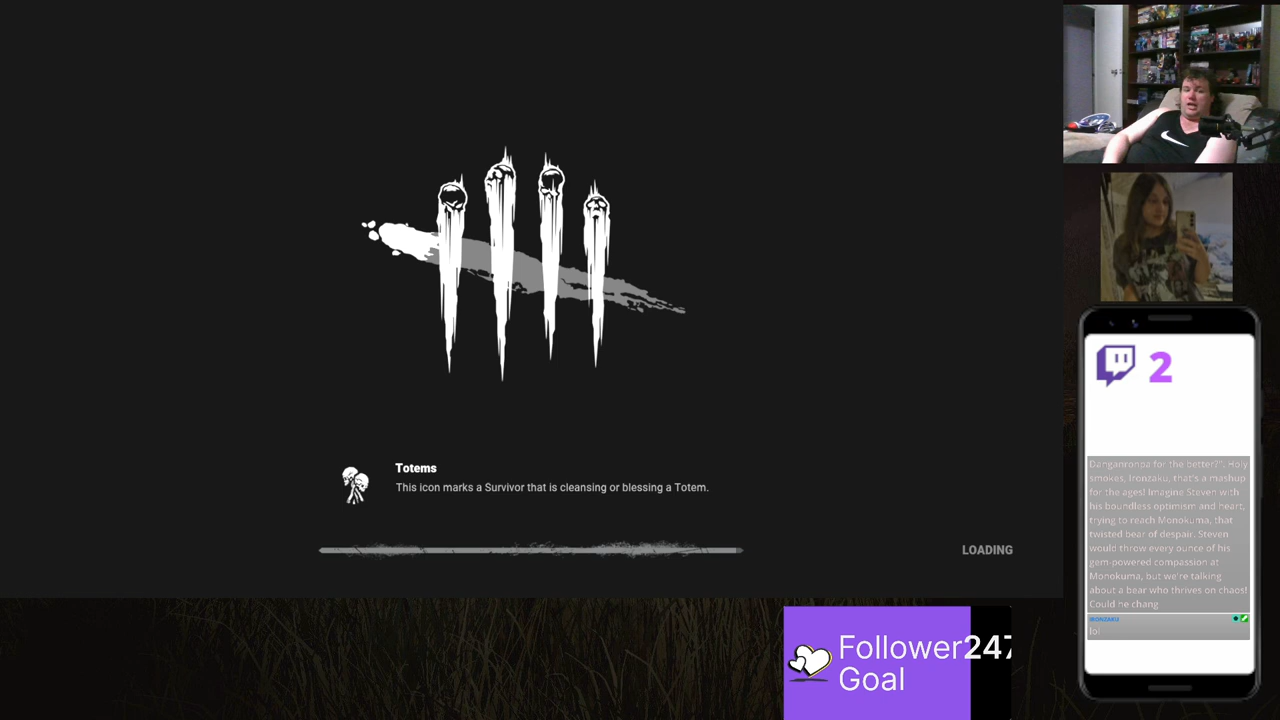 2
Danganronpa for the better?". Holy
smokes, Ironzaku, that's a mashup
for the ages! Imagine Steven with
his boundless optimism and heart,
trying to reach Monokuma, that
twisted bear of despair. Steven
would throw every ounce of his
gem-powered compassion at
Monokuma, but we're talking
about a bear who thrives on chaos!
Could he chang
IRONZAKU
lol
Totems
This icon marks a Survivor that is cleansing or blessing a Totem.
LOADING
Follower 247
Goal